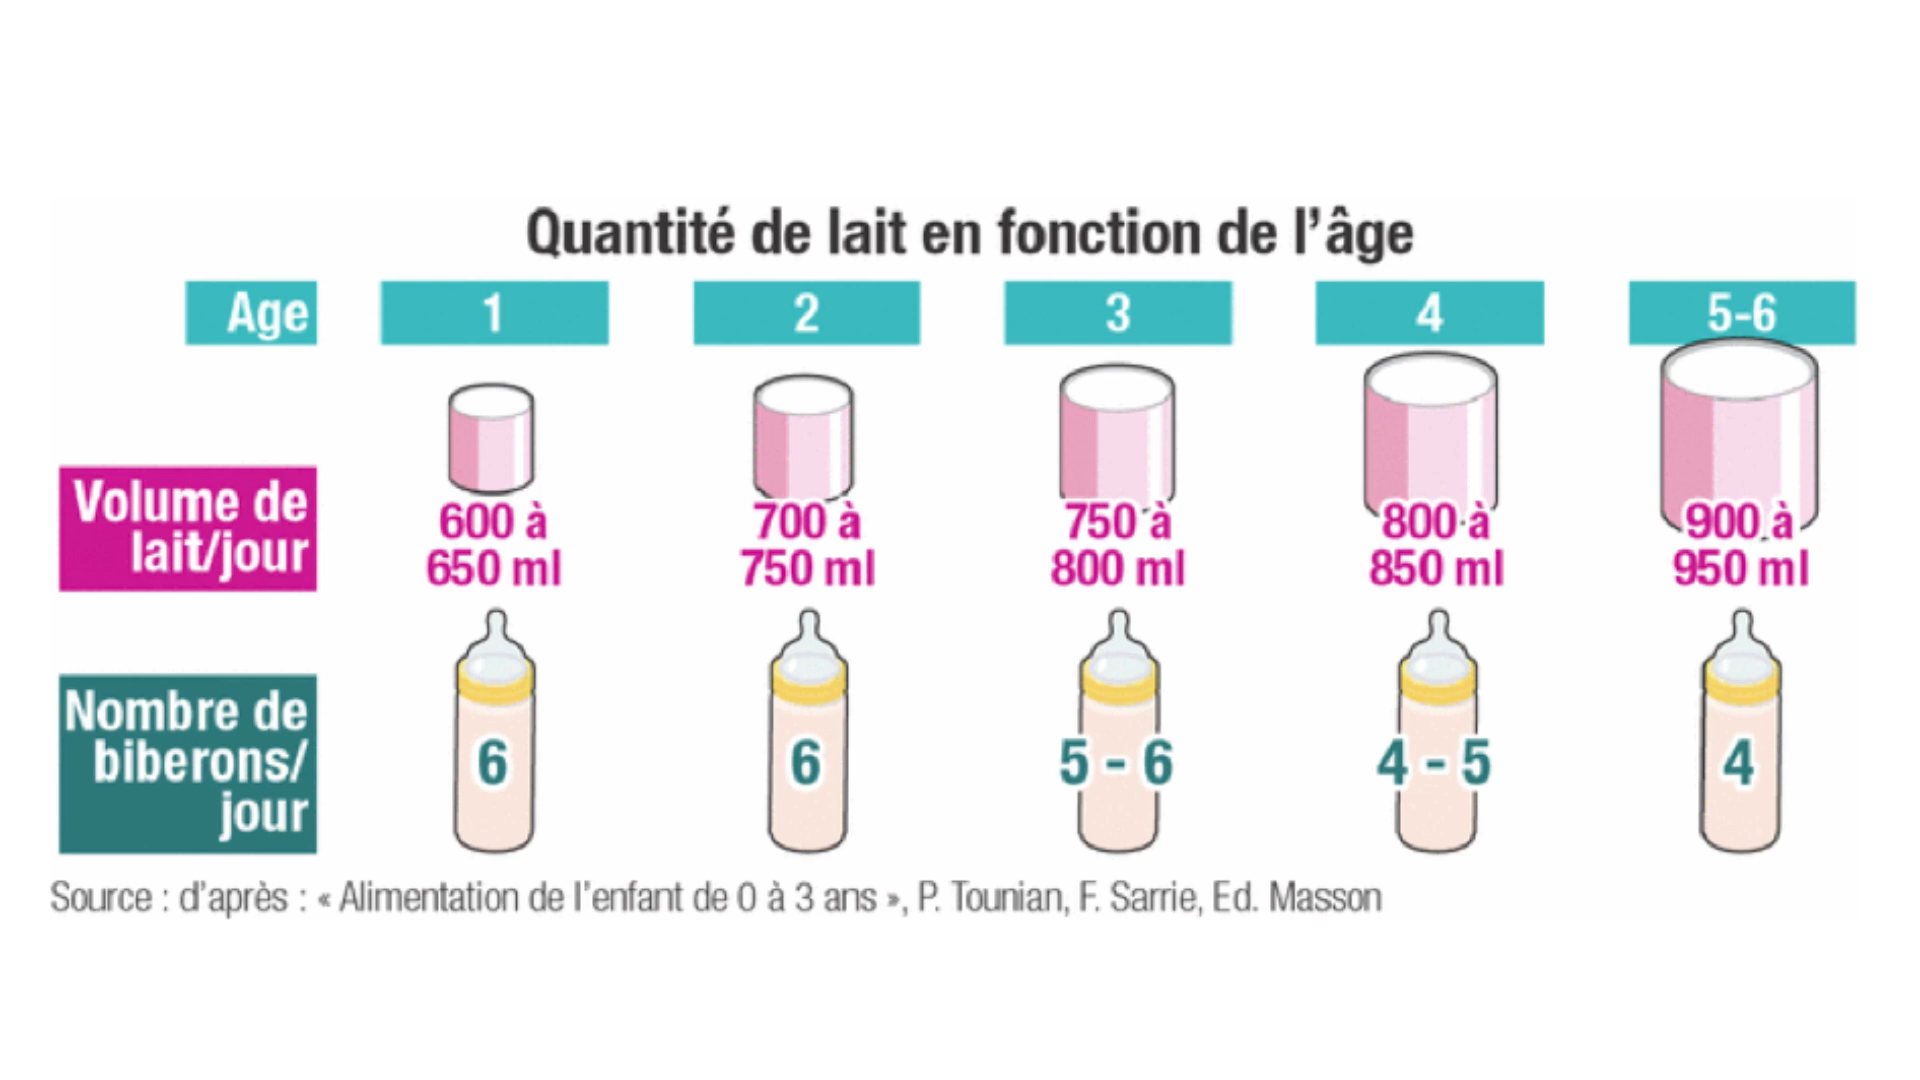 Quantité de lait en fonction de l'âge
Age 1 2 3 4 5-6
Volume de
lait/jour
600 à
650 ml
700 à
750 ml
750 à
800 ml
800 à
850 ml
900 à
950 ml
Nombre de
biberons/
jour
6 6 5 - 6 4 - 5 4
Source : d'après : « Alimentation de l'enfant de 0 à 3 ans », P. Tounian, F. Sarrie, Ed. Masson